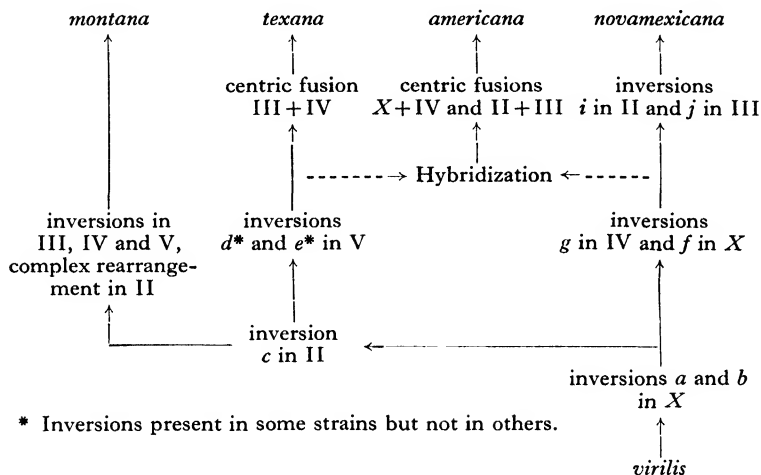 montana texana americana novamexicana
centric fusion centric fusions inversions
III + IV X + IV and II + III i in II and j in III
Hybridization
inversions in inversions inversions
III, IV and V, d* and e* in V g in IV and f in X
complex rearrange-
ment in II
inversion
c in II
inversions a and b
in X
* Inversions present in some strains but not in others.
virilis